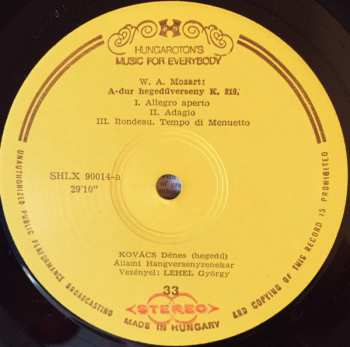 HUNGAROTON'S
MUSIC FOR EVERYBODY
W. A. Mozart:
A-dur hegedűverseny K. 219.
I. Allegro aperto
II. Adagio
III. Rondeau. Tempo di Menuetto
SHLX 90014-a
29'10"
KOVÁCS Dénes (hegedű)
Állami Hangversenyzenekar
Vezényel: LEHEL György
33
STEREO
MADE IN HUNGARY
UNAUTHORIZED PUBLIC PERFORMANCE BROADCASTING
AND COPYING OF THIS RECORD IS PROHIBITED